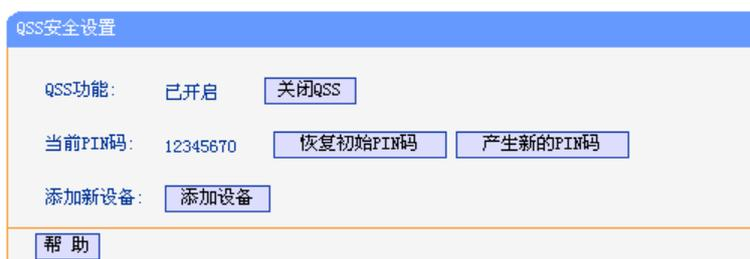 QSS安全设置
QSS功能: 已开启 关闭QSS
当前PIN码: 12345670 恢复初始PIN码 产生新的PIN码
添加新设备: 添加设备
帮 助